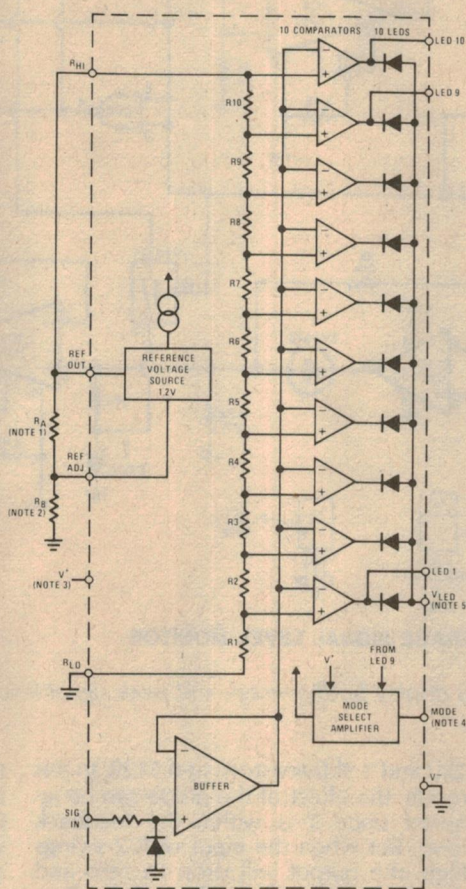 10 COMPARATORS 10 LEDS
LED 10
RHI
R10
LED 9
R9
R8
R7
REF OUT
REFERENCE VOLTAGE SOURCE 1.2V
R6
R5
RA (NOTE 1)
REF ADJ
R4
RB (NOTE 2)
R3
V+ (NOTE 3)
R2
LED 1
VLED (NOTE 5)
R1
RLO
FROM LED 9
V+
MODE SELECT AMPLIFIER
MODE (NOTE 4
BUFFER
V-
SIG IN